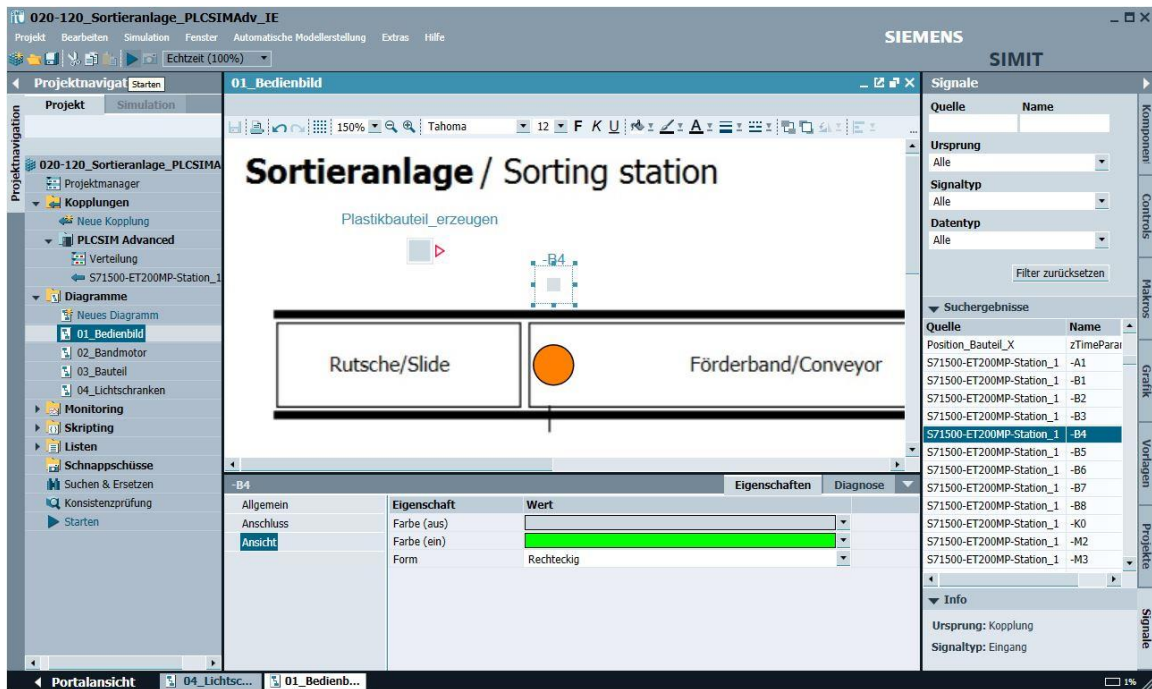 020-120_Sortieranlage_PLCSIMAdv_IE
Projekt Bearbeiten Simulation Fenster Automatische Modellerstellung Extras Hilfe
SIEMENS
SIMIT
Echtzeit (100%)
Projektnavigat
Starten
Projekt Simulation
Projektnavigation
020-120_Sortieranlage_PLCSIMA
Projektmanager
Kopplungen
Neue Kopplung
PLCSIM Advanced
Verteilung
S71500-ET200MP-Station_1
Diagramme
Neues Diagramm
01_Bedienbild
02_Bandmotor
03_Bauteil
04_Lichtschranken
Monitoring
Skripting
Listen
Schnappschüsse
Suchen & Ersetzen
Konsistenzprüfung
Starten
01_Bedienbild
150% Tahoma 12 F K U A
...
Sortieranlage / Sorting station
Plastikbauteil_erzeugen
-B4
Rutsche/Slide
Förderband/Conveyor
-B4
Eigenschaften Diagnose
Allgemein
Anschluss
Ansicht
Eigenschaft Wert
Farbe (aus)
Farbe (ein)
Form Rechteckig
Signale
Quelle Name
Ursprung
Alle
Signaltyp
Alle
Datentyp
Alle
Filter zurücksetzen
Suchergebnisse
Quelle Name
Position_Bauteil_X zTimeParar
S71500-ET200MP-Station_1 -A1
S71500-ET200MP-Station_1 -B1
S71500-ET200MP-Station_1 -B2
S71500-ET200MP-Station_1 -B3
S71500-ET200MP-Station_1 -B4
S71500-ET200MP-Station_1 -B5
S71500-ET200MP-Station_1 -B6
S71500-ET200MP-Station_1 -B7
S71500-ET200MP-Station_1 -B8
S71500-ET200MP-Station_1 -K0
S71500-ET200MP-Station_1 -M2
S71500-ET200MP-Station_1 -M3
Info
Ursprung: Kopplung
Signaltyp: Eingang
Komponen
Controls
Makros
Grafik
Vorlagen
Projekte
Signale
Portalansicht 04_Lichtsc... 01_Bedienb...
1%